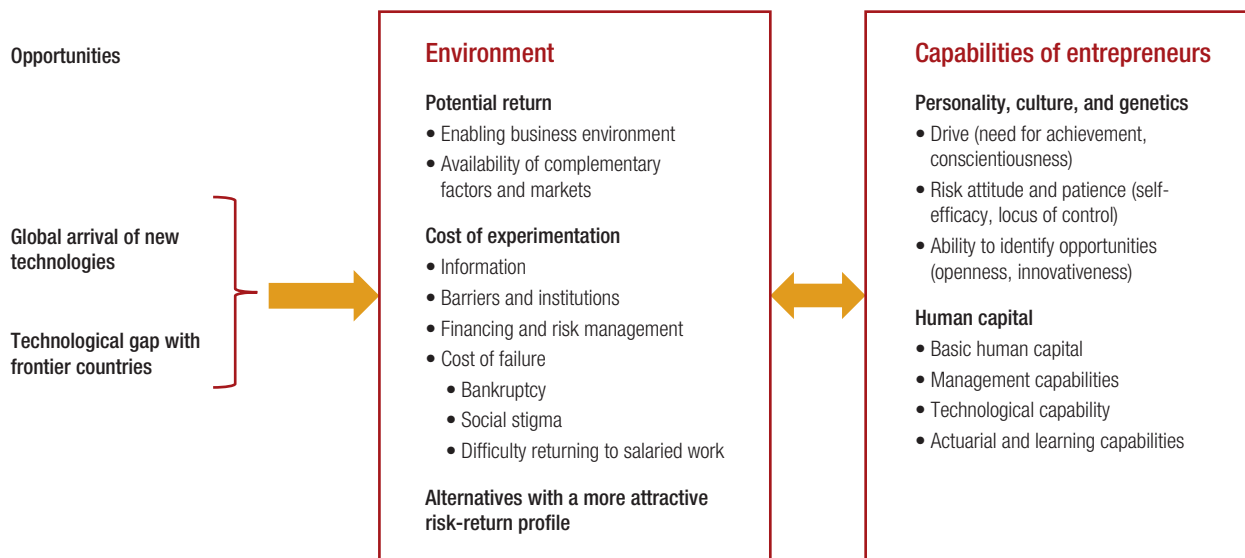 Opportunities
Global arrival of new
technologies
Technological gap with
frontier countries
Environment
Potential return
• Enabling business environment
• Availability of complementary
factors and markets
Cost of experimentation
• Information
• Barriers and institutions
• Financing and risk management
• Cost of failure
• Bankruptcy
• Social stigma
• Difficulty returning to salaried work
Alternatives with a more attractive
risk-return profile
Capabilities of entrepreneurs
Personality, culture, and genetics
• Drive (need for achievement,
conscientiousness)
• Risk attitude and patience (self-
efficacy, locus of control)
• Ability to identify opportunities
(openness, innovativeness)
Human capital
• Basic human capital
• Management capabilities
• Technological capability
• Actuarial and learning capabilities